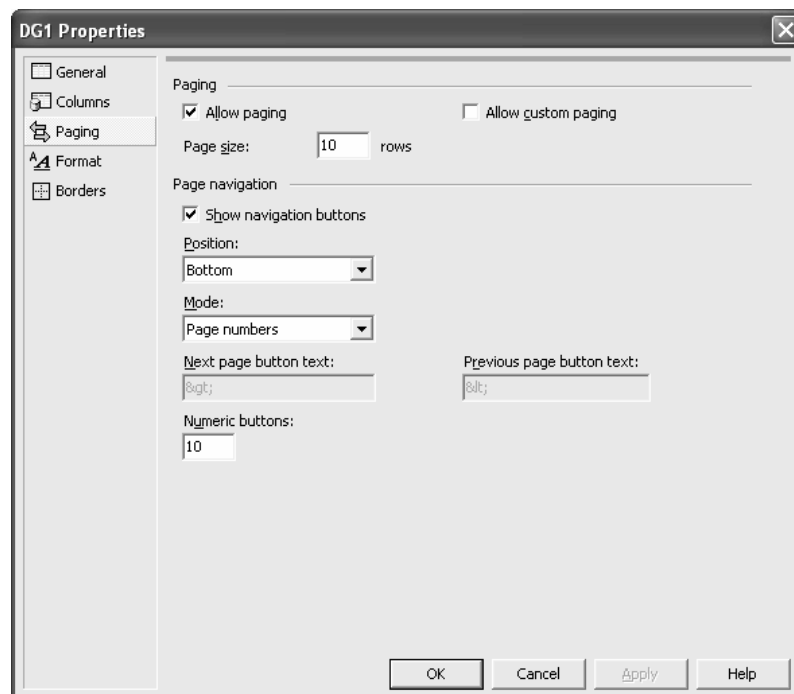 DG1 Properties
General
Columns
Paging
Format
Borders
Paging
Allow paging
Allow custom paging
Page size:
10
rows
Page navigation
Show navigation buttons
Position:
Bottom
Mode:
Page numbers
Next page button text:
Previous page button text:
&gt;
&lt;
Numeric buttons:
10
OK
Cancel
Apply
Help